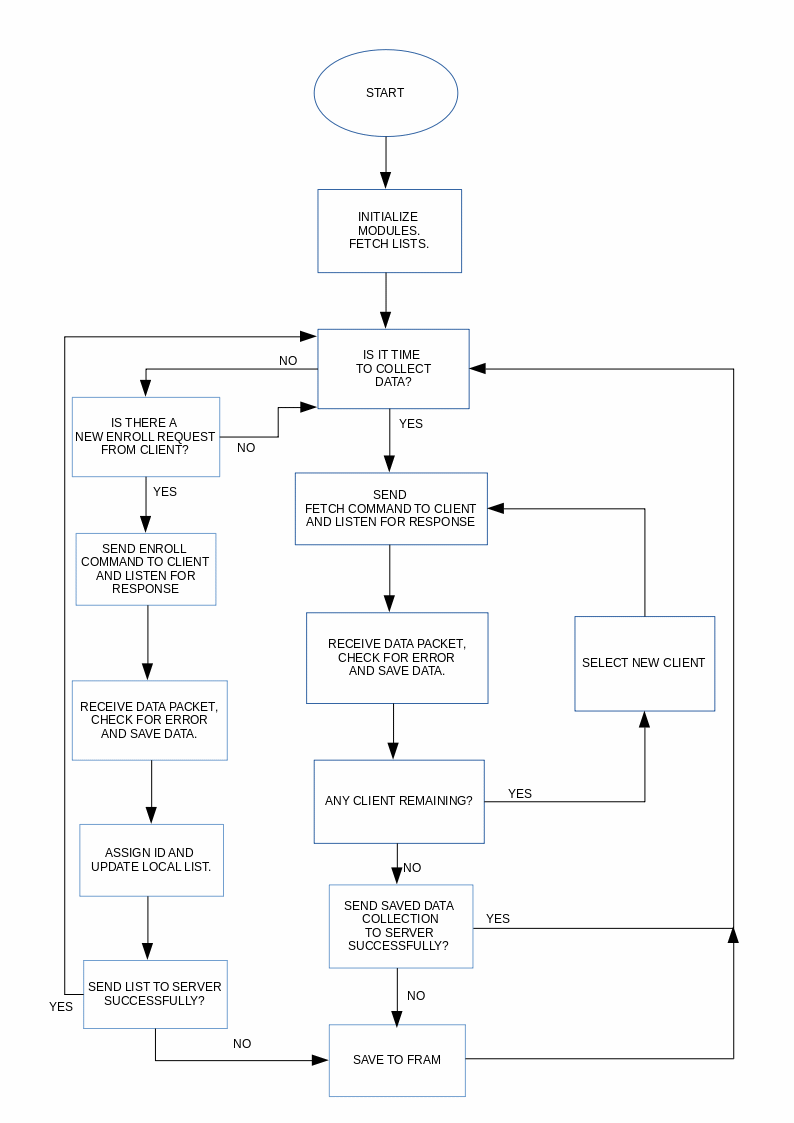 START
INITIALIZE
MODULES.
FETCH LISTS.
IS IT TIME
TO COLLECT
DATA?
NO
YES
IS THERE A
NEW ENROLL REQUEST
FROM CLIENT?
NO
YES
SEND
FETCH COMMAND TO CLIENT
AND LISTEN FOR RESPONSE
SEND ENROLL
COMMAND TO CLIENT
AND LISTEN FOR
RESPONSE
RECEIVE DATA PACKET,
CHECK FOR ERROR
AND SAVE DATA.
SELECT NEW CLIENT
RECEIVE DATA PACKET,
CHECK FOR ERROR
AND SAVE DATA.
ANY CLIENT REMAINING?
YES
NO
ASSIGN ID AND
UPDATE LOCAL LIST.
SEND SAVED DATA
COLLECTION
TO SERVER
SUCCESSFULLY?
YES
NO
SEND LIST TO SERVER
SUCCESSFULLY?
YES
NO
SAVE TO FRAM